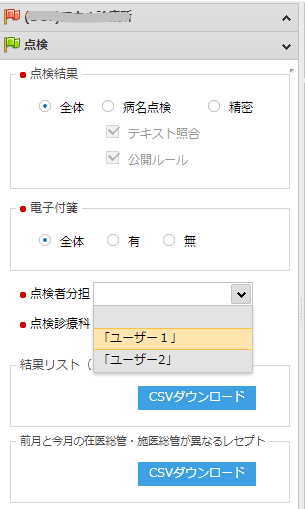 点検
点検結果
全体 病名点検 精密
テキスト照合
公開ルール
電子付箋
全体 有 無
点検者分担
「ユーザー１」
点検診療科
「ユーザー2」
結果リスト（
CSVダウンロード
前月と今月の在医総管・施医総管が異なるレセプト
CSVダウンロード